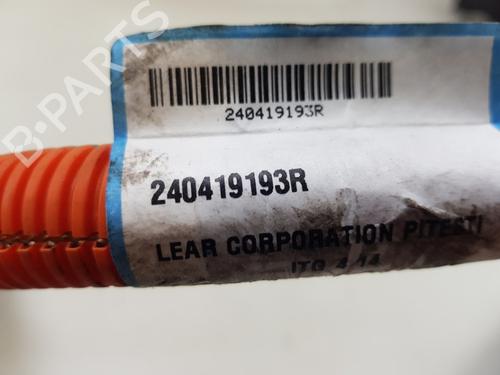 B-PARTS
240419193R
240419193R
LEAR CORPORATION PITESTI
ITG 4 14